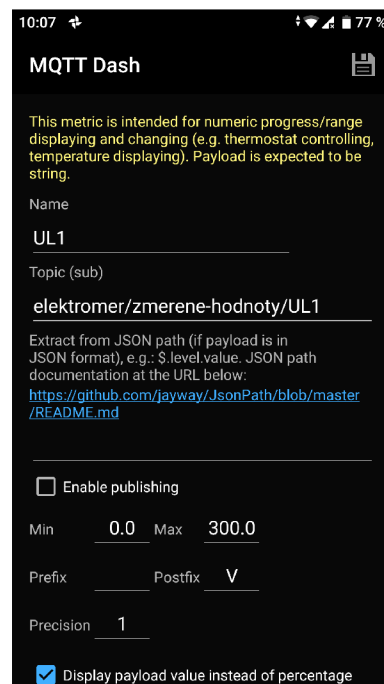 10:07 77 %
MQTT Dash
This metric is intended for numeric progress/range
displaying and changing (e.g. thermostat controlling,
temperature displaying). Payload is expected to be
string.
Name
UL1
Topic (sub)
elektromer/zmerene-hodnoty/UL1
Extract from JSON path (if payload is in
JSON format), e.g.: $.level.value. JSON path
documentation at the URL below:
https://github.com/jayway/JsonPath/blob/master
/README.md
Enable publishing
Min 0.0 Max 300.0
Prefix Postfix V
Precision 1
Display payload value instead of percentage